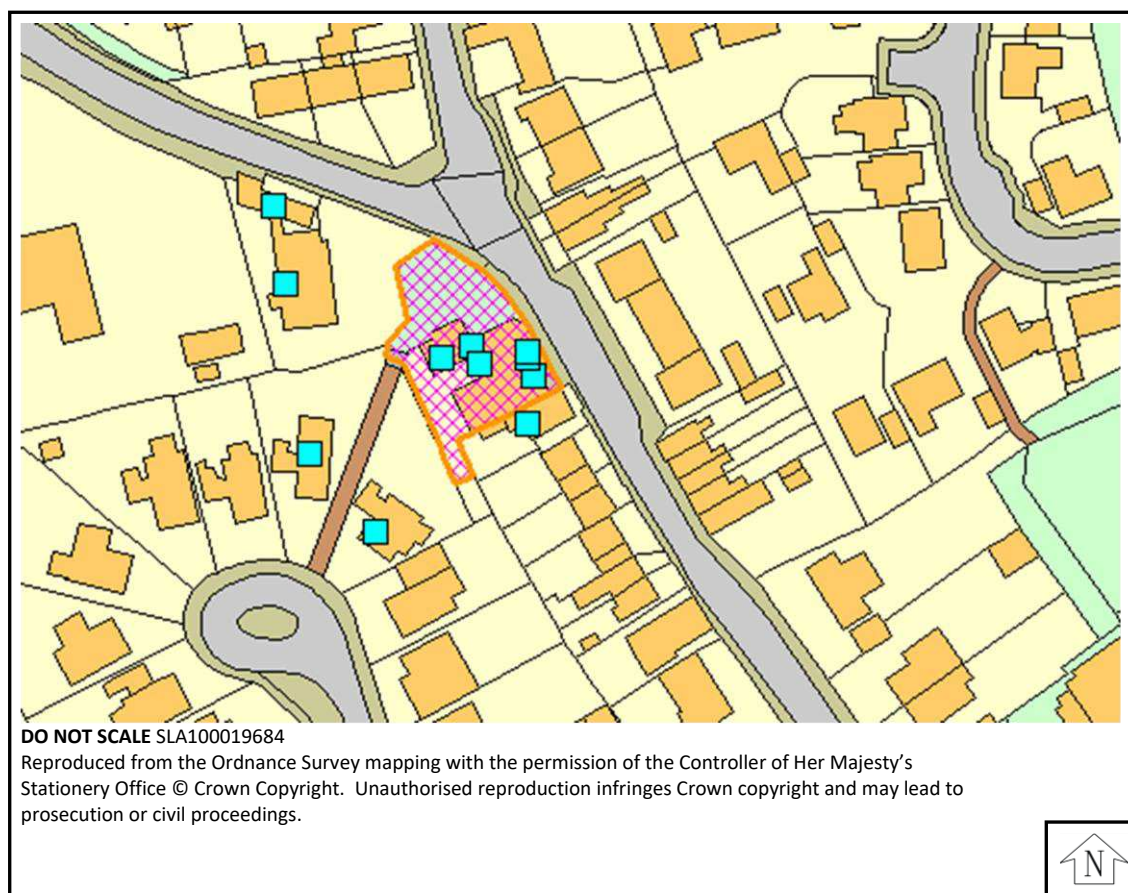 DO NOT SCALE SLA100019684
Reproduced from the Ordnance Survey mapping with the permission of the Controller of Her Majesty’s
Stationery Office © Crown Copyright.  Unauthorised reproduction infringes Crown copyright and may lead to
prosecution or civil proceedings.
N